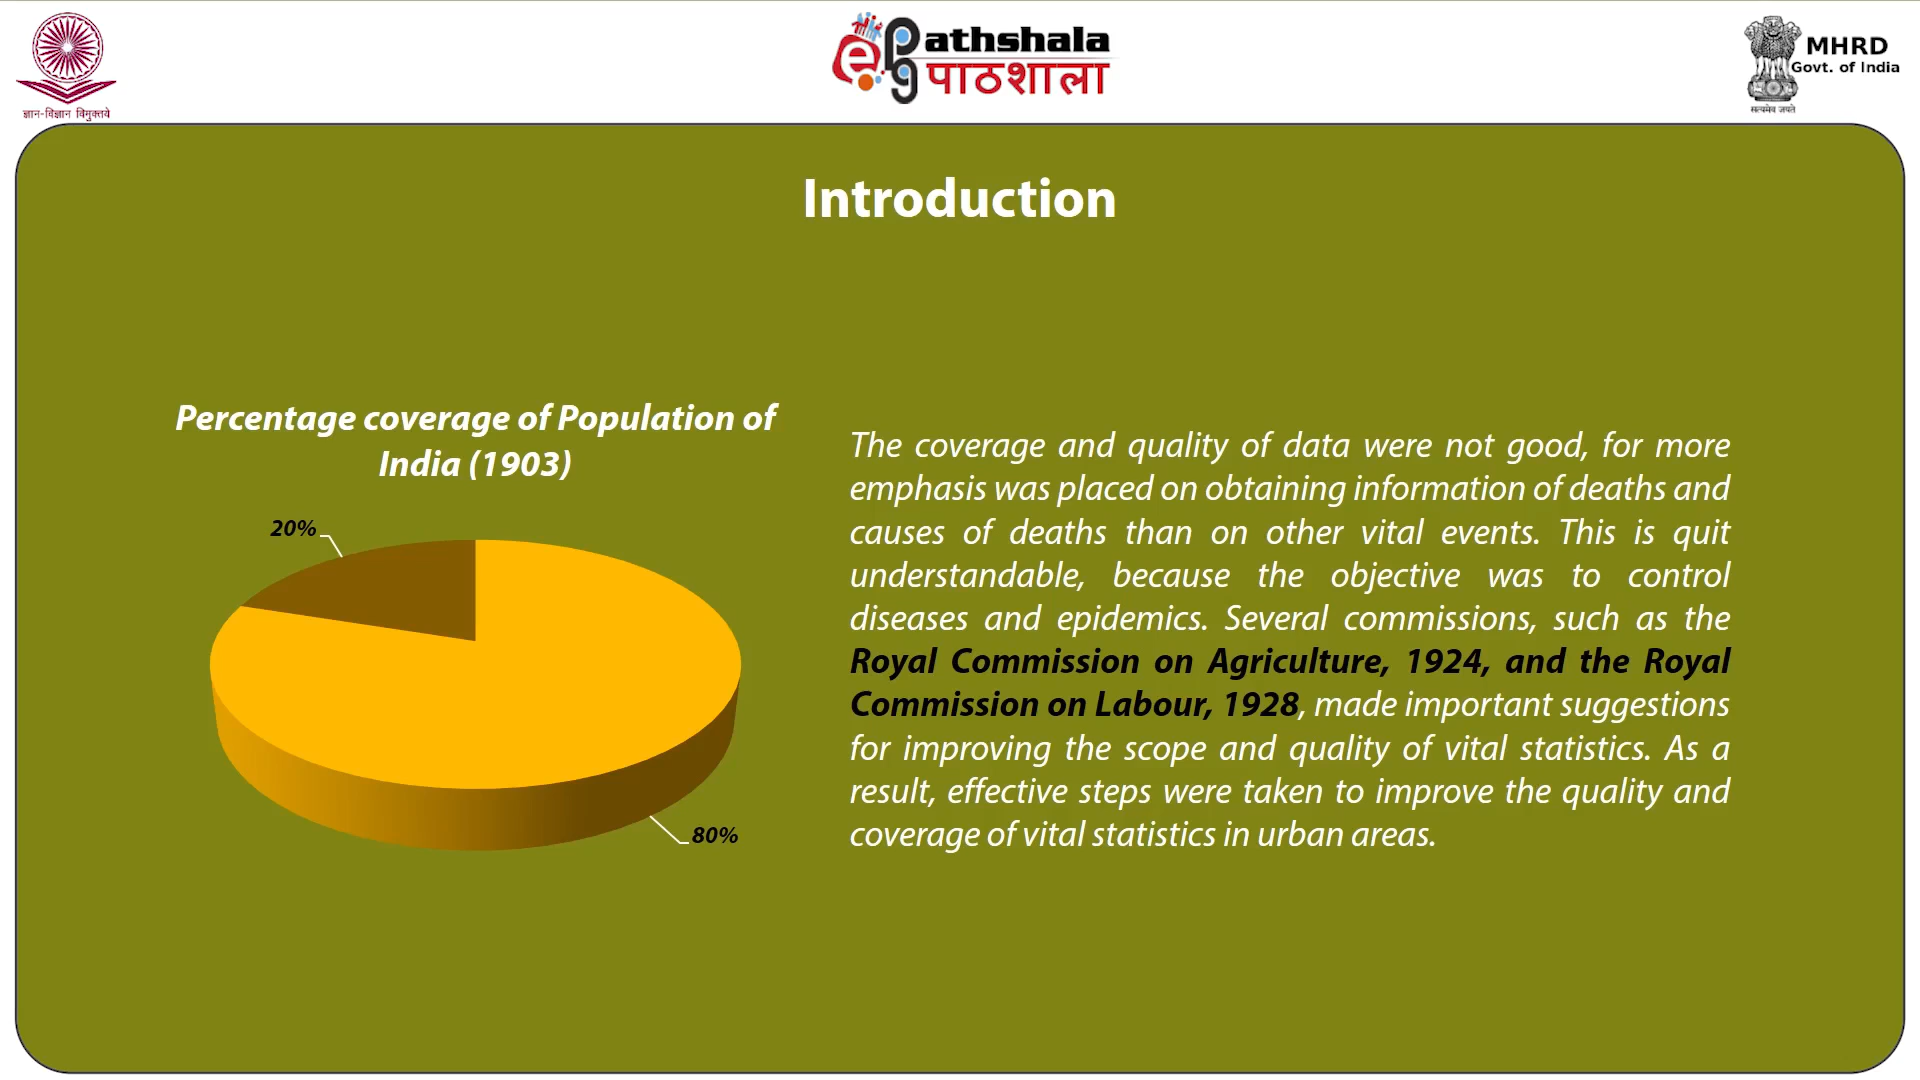 ज्ञान-विज्ञान विमुक्तये
e pg athshala
पाठशाला
MHRD
Govt. of India
सत्यमेव जयते
Introduction
Percentage coverage of Population of
India (1903)
20%
80%
The coverage and quality of data were not good, for more
emphasis was placed on obtaining information of deaths and
causes of deaths than on other vital events. This is quit
understandable, because the objective was to control
diseases and epidemics. Several commissions, such as the
Royal Commission on Agriculture, 1924, and the Royal
Commission on Labour, 1928, made important suggestions
for improving the scope and quality of vital statistics. As a
result, effective steps were taken to improve the quality and
coverage of vital statistics in urban areas.